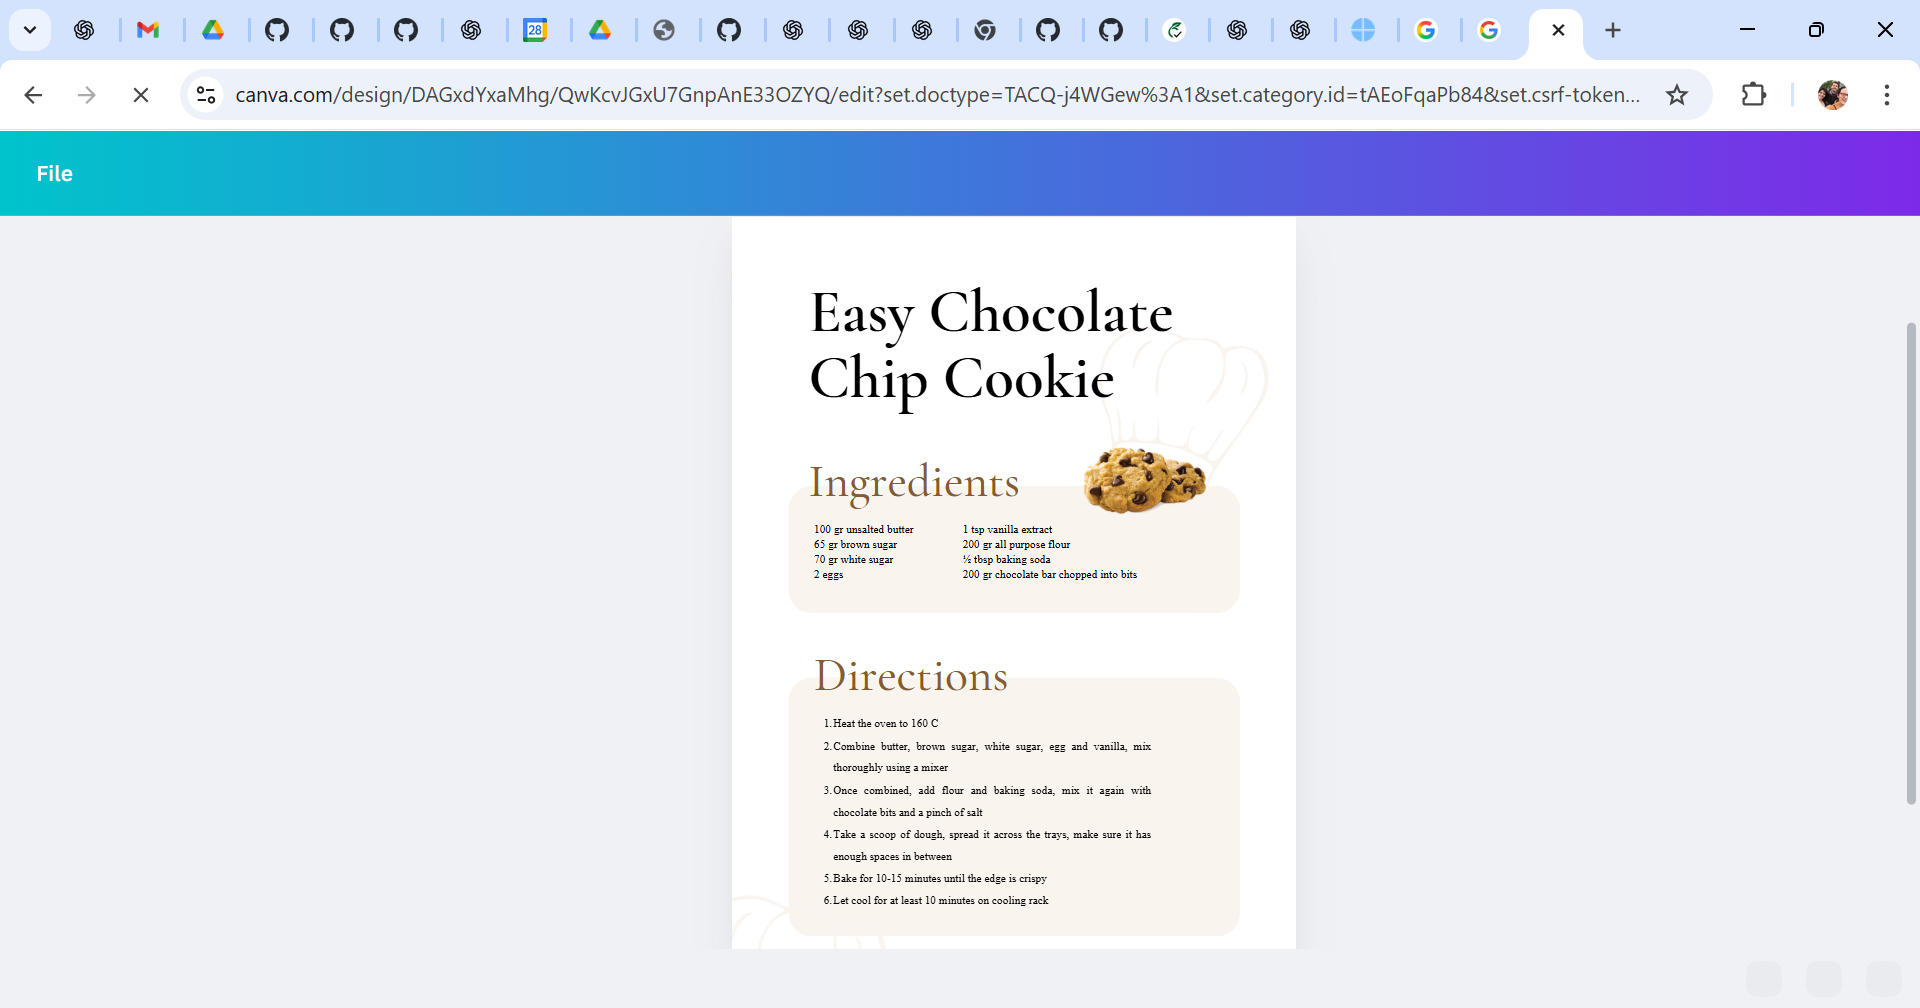 28
canva.com/design/DAGxdYxaMhg/QwKcvJGxU7GnpAnE33OZYQ/edit?set.doctype=TACQ-j4WGew%3A1&set.category.id=tAEoFqaPb84&set.csrf-token...
File
Easy Chocolate
Chip Cookie
Ingredients
100 gr unsalted butter
65 gr brown sugar
70 gr white sugar
2 eggs
1 tsp vanilla extract
200 gr all purpose flour
½ tbsp baking soda
200 gr chocolate bar chopped into bits
Directions
1. Heat the oven to 160 C
2. Combine butter, brown sugar, white sugar, egg and vanilla, mix
thoroughly using a mixer
3. Once combined, add flour and baking soda, mix it again with
chocolate bits and a pinch of salt
4. Take a scoop of dough, spread it across the trays, make sure it has
enough spaces in between
5. Bake for 10-15 minutes until the edge is crispy
6. Let cool for at least 10 minutes on cooling rack